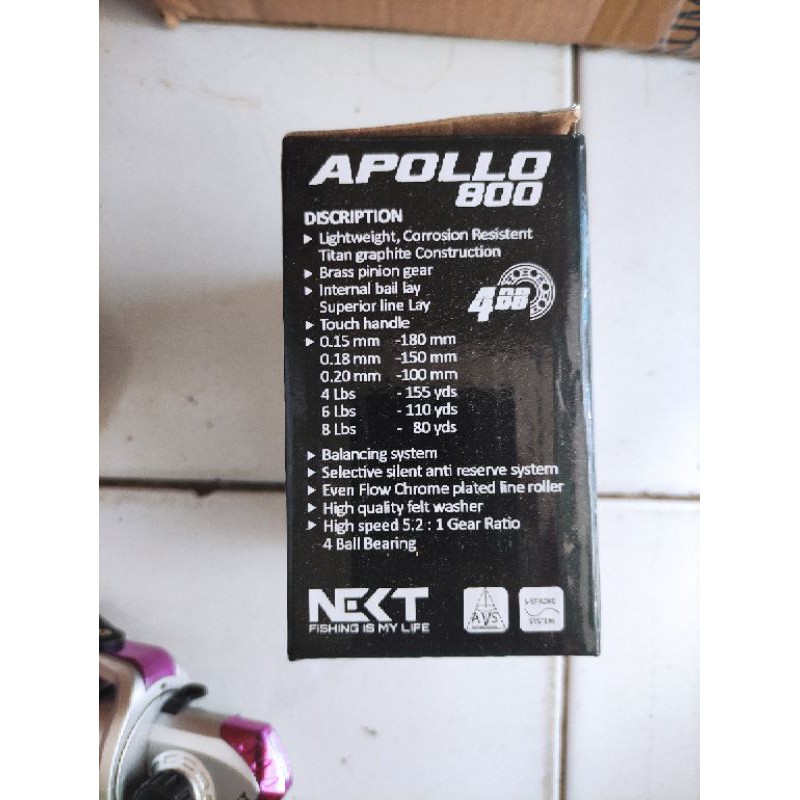 APOLLO
800
DISCRIPTION
Lightweight, Corrosion Resistent
Titan graphite Construction
Brass pinion gear
Internal bail lay
Superior line Lay
4BB
Touch handle
0.15 mm -180 mm
0.18 mm -150 mm
0.20 mm -100 mm
4 Lbs - 155 yds
6 Lbs - 110 yds
8 Lbs - 80 yds
Balancing system
Selective silent anti reserve system
Even Flow Chrome plated line roller
High quality felt washer
High speed 5.2 : 1 Gear Ratio
4 Ball Bearing
NEKT
FISHING IS MY LIFE
AVS
S-STROKE
SYSTEM